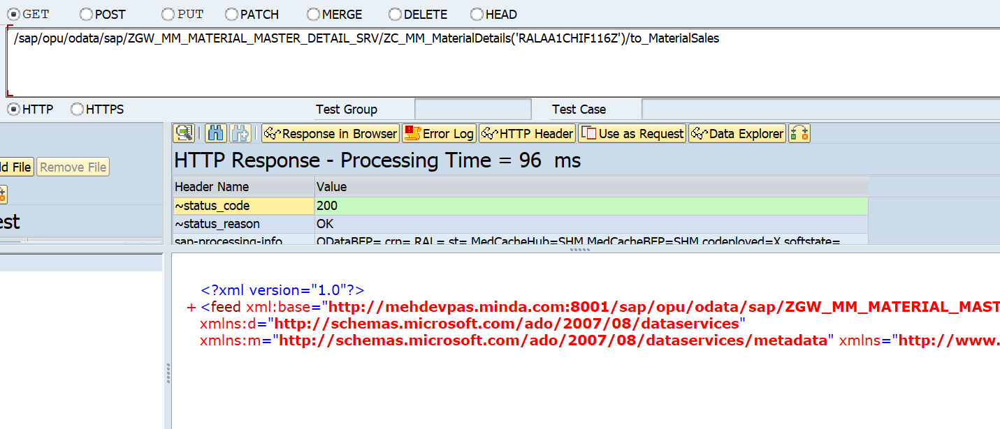 GET POST PUT PATCH MERGE DELETE HEAD
/sap/opu/odata/sap/ZGW_MM_MATERIAL_MASTER_DETAIL_SRV/ZC_MM_MaterialDetails('RALAA1CHIF116Z')/to_MaterialSales
HTTP HTTPS Test Group Test Case
Response in Browser Error Log HTTP Header Use as Request Data Explorer
d File Remove File
HTTP Response - Processing Time = 96 ms
Header Name Value
~status_code 200
est
~status_reason OK
sap-processing-info ODataBEP= crp= RAL= st= MedCacheHub=SHM MedCacheBEP=SHM codeployed=X softstate=
<?xml version="1.0"?>
+ <feed xml:base="http://mehdevpas.minda.com:8001/sap/opu/odata/sap/ZGW_MM_MATERIAL_MAST
xmlns:d="http://schemas.microsoft.com/ado/2007/08/dataservices"
xmlns:m="http://schemas.microsoft.com/ado/2007/08/dataservices/metadata" xmlns="http://www.